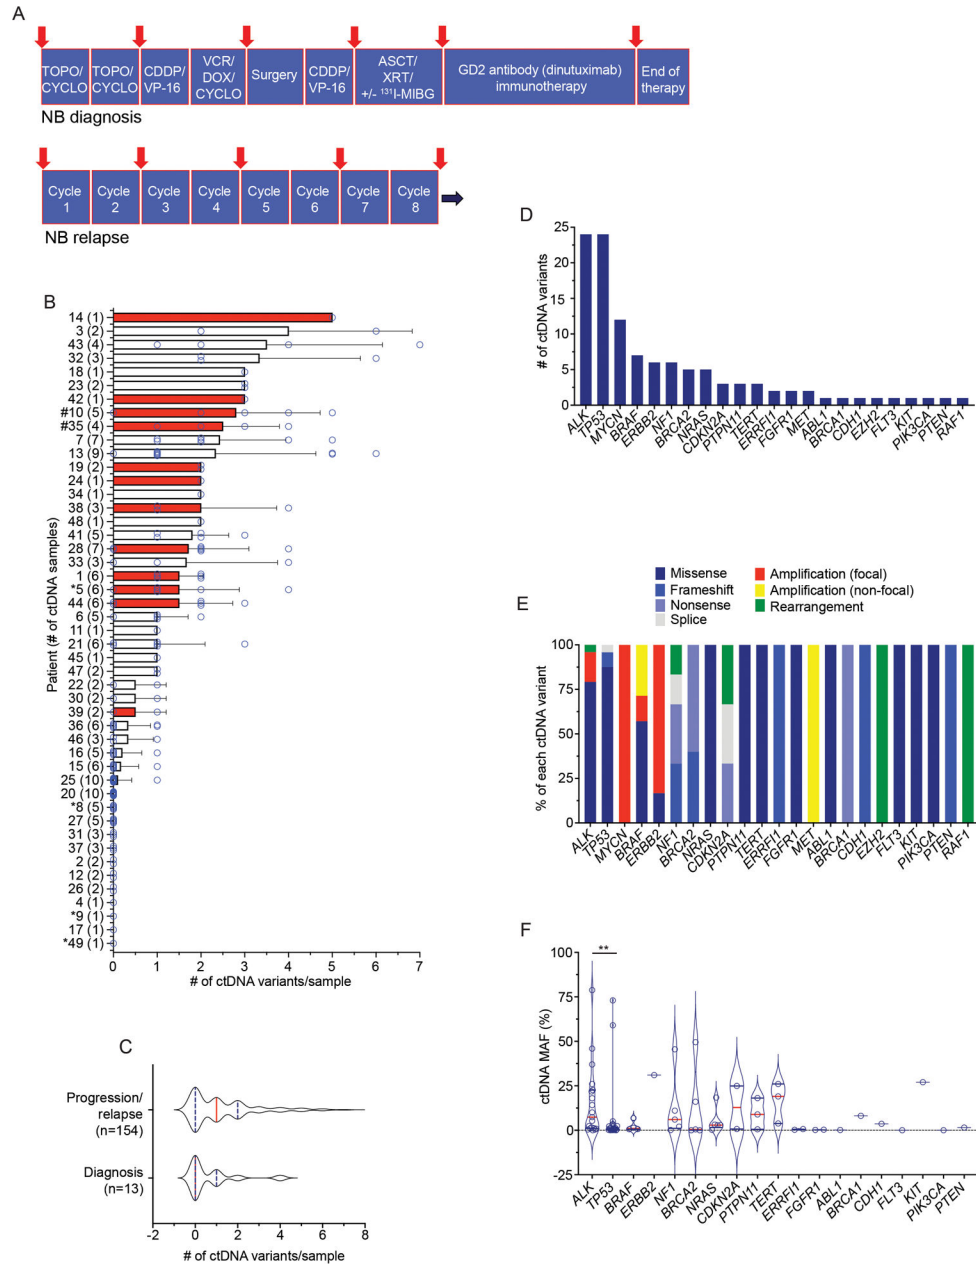 A
TOPO/
CYCLO
TOPO/
CYCLO
CDDP/
VP-16
VCR/
DOX/
CYCLO
Surgery
CDDP/
VP-16
ASCT/
XRT/
+/- ¹³¹I-MIBG
GD2 antibody (dinutuximab)
immunotherapy
End of
therapy
NB diagnosis
Cycle
1
Cycle
2
Cycle
3
Cycle
4
Cycle
5
Cycle
6
Cycle
7
Cycle
8
NB relapse
B
Patient (# of ctDNA samples)
14 (1)
3 (2)
43 (4)
32 (3)
18 (1)
23 (2)
42 (1)
#10 (5)
#35 (4)
7 (7)
13 (9)
19 (2)
24 (1)
34 (1)
38 (3)
48 (1)
41 (5)
28 (7)
33 (3)
1 (6)
*5 (6)
44 (6)
6 (5)
11 (1)
21 (6)
45 (1)
47 (2)
22 (2)
30 (2)
39 (2)
36 (6)
46 (3)
16 (5)
15 (6)
25 (10)
20 (10)
*8 (5)
27 (5)
31 (3)
37 (3)
2 (2)
12 (2)
26 (2)
4 (1)
*9 (1)
17 (1)
*49 (1)
0 1 2 3 4 5 6 7
# of ctDNA variants/sample
C
Progression/
relapse
(n=154)
Diagnosis
(n=13)
-2 0 2 4 6 8
# of ctDNA variants/sample
D
# of ctDNA variants
25
20
15
10
5
0
ALK TP53 MYCN BRAF ERBB2 NF1 BRCA2 NRAS CDKN2A PTPN11 TERT ERRFI1 FGFR1 MET ABL1 BRCA1 CDH1 EZH2 FLT3 KIT PIK3CA PTEN RAF1
E
Missense
Frameshift
Nonsense
Splice
Amplification (focal)
Amplification (non-focal)
Rearrangement
% of each ctDNA variant
100
75
50
25
0
ALK TP53 MYCN BRAF ERBB2 NF1 BRCA2 NRAS CDKN2A PTPN11 TERT ERRFI1 FGFR1 MET ABL1 BRCA1 CDH1 EZH2 FLT3 KIT PIK3CA PTEN RAF1
F
ctDNA MAF (%)
100
75
50
25
0
-25
**
ALK TP53 BRAF ERBB2 NF1 BRCA2 NRAS CDKN2A PTPN11 TERT ERRFI1 FGFR1 ABL1 BRCA1 CDH1 FLT3 KIT PIK3CA PTEN